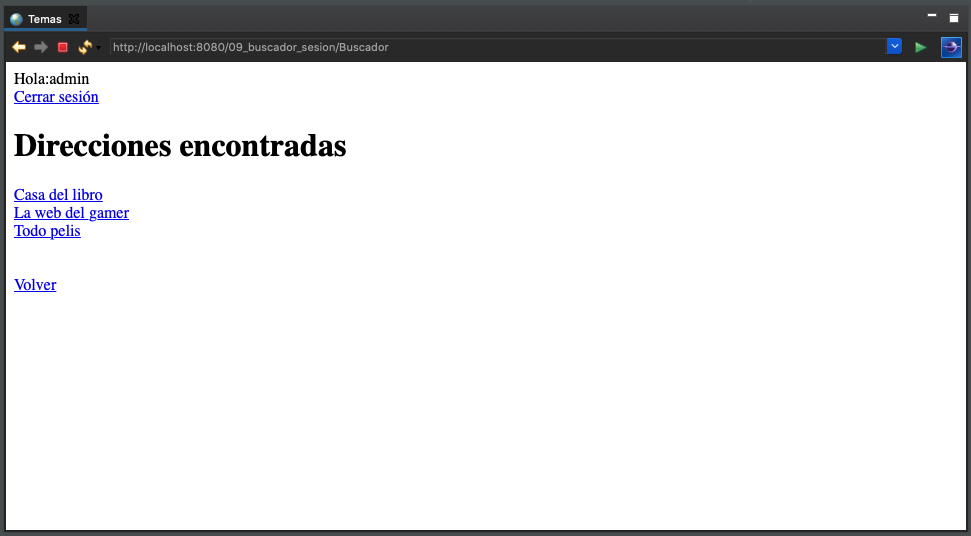 Temas
http://localhost:8080/09_buscador_sesion/Buscador
Hola:admin
Cerrar sesión
Direcciones encontradas
Casa del libro
La web del gamer
Todo pelis
Volver